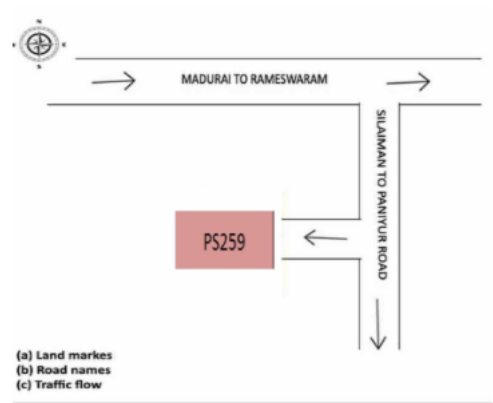 N
S
MADURAI TO RAMESWARAM
SILAIMAN TO PANIYUR ROAD
PS259
(a) Land markes
(b) Road names
(c) Traffic flow